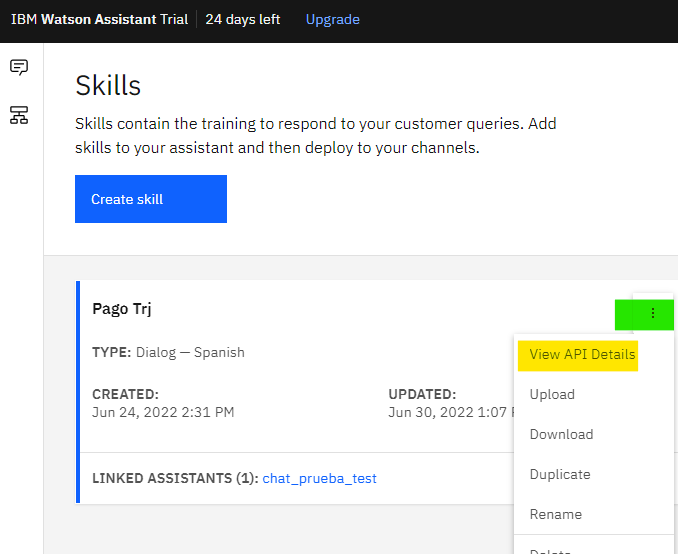 IBM Watson Assistant Trial 24 days left Upgrade
Skills
Skills contain the training to respond to your customer queries. Add
skills to your assistant and then deploy to your channels.
Create skill
Pago Trj
TYPE: Dialog — Spanish
CREATED:
Jun 24, 2022 2:31 PM
UPDATED:
Jun 30, 2022 1:07
LINKED ASSISTANTS (1): chat_prueba_test
View API Details
Upload
Download
Duplicate
Rename
Delete